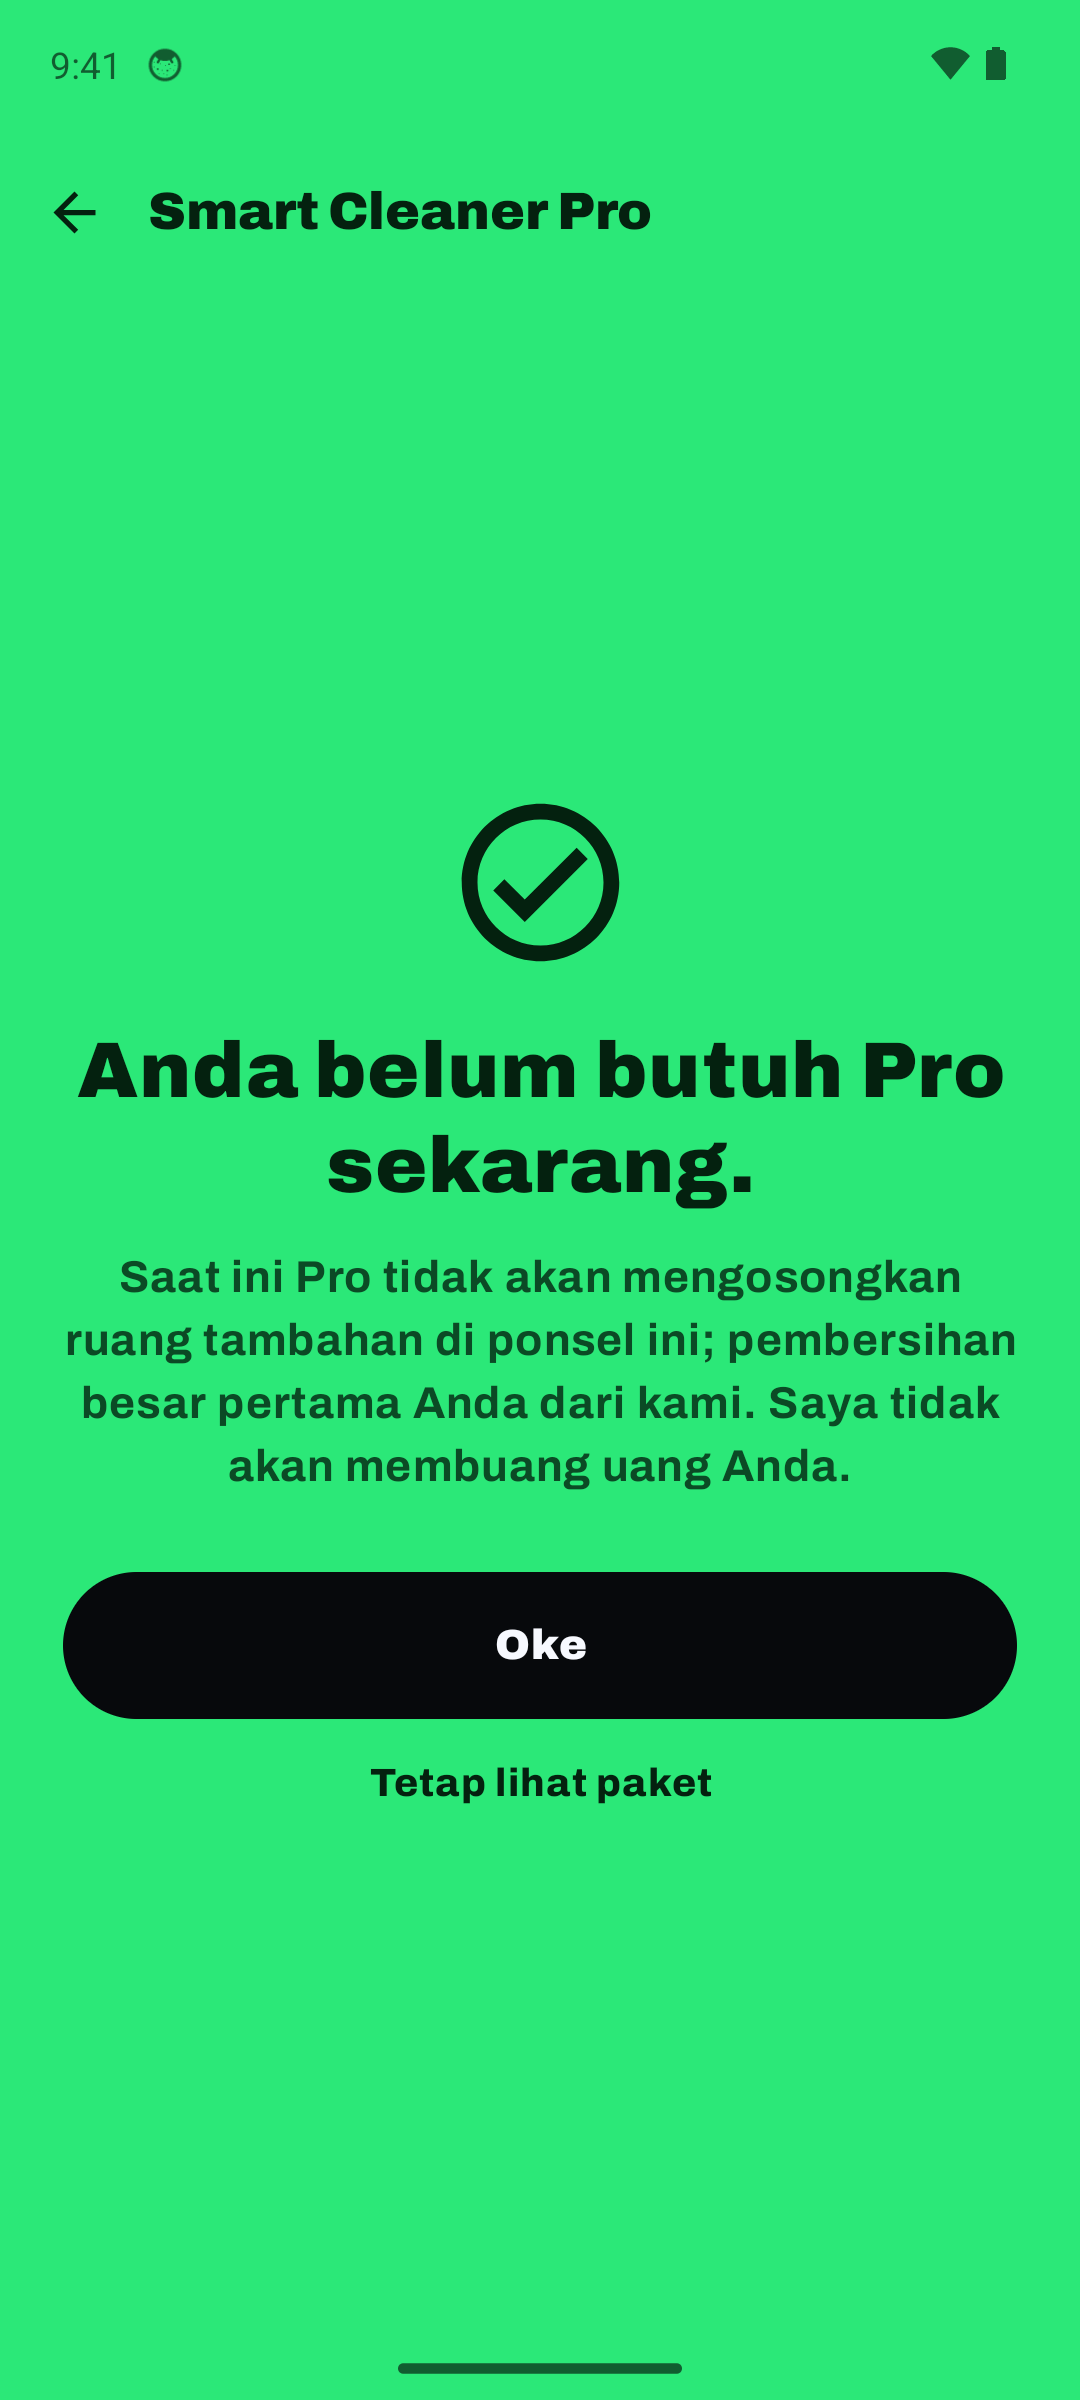 9:41
Smart Cleaner Pro
Anda belum butuh Pro
sekarang.
Saat ini Pro tidak akan mengosongkan
ruang tambahan di ponsel ini; pembersihan
besar pertama Anda dari kami. Saya tidak
akan membuang uang Anda.
Oke
Tetap lihat paket